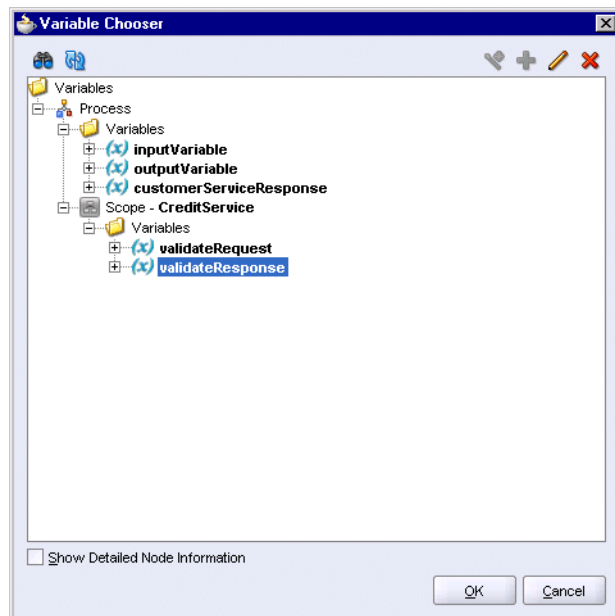 Variable Chooser
Variables
Process
Variables
(x) inputVariable
(x) outputVariable
(x) customerServiceResponse
Scope - CreditService
Variables
(x) validateRequest
(x) validateResponse
Show Detailed Node Information
OK Cancel